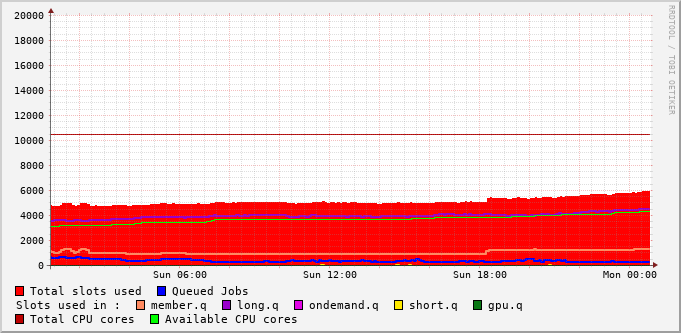 20000
18000
16000
14000
12000
10000
8000
6000
4000
2000
0
Sun 06:00 Sun 12:00 Sun 18:00 Mon 00:00
RRDTOOL / TOBI OETIKER
Total slots used Queued Jobs
Slots used in : member.q long.q ondemand.q short.q gpu.q
Total CPU cores Available CPU cores